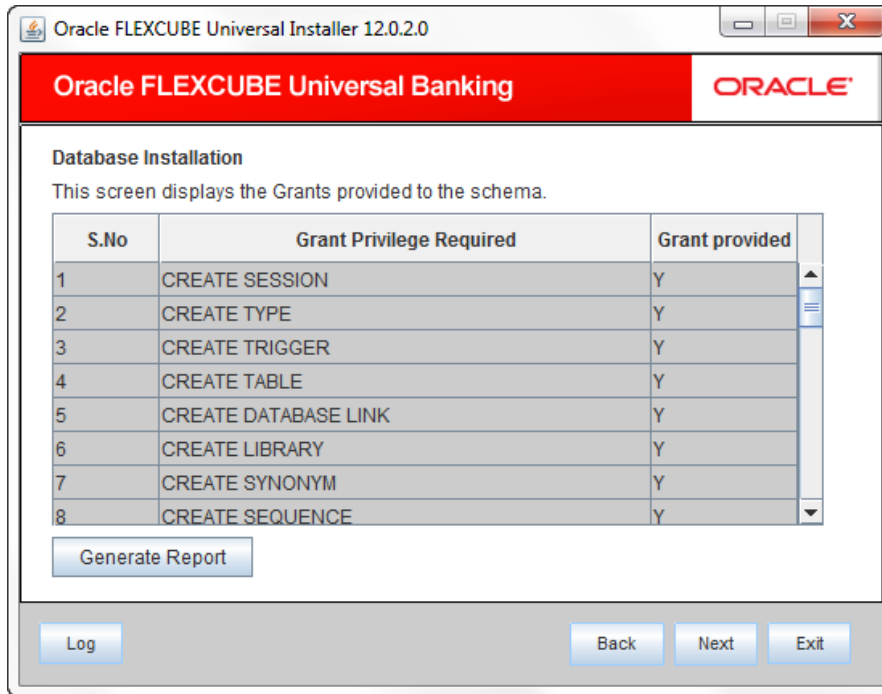 Oracle FLEXCUBE Universal Installer 12.0.2.0
Oracle FLEXCUBE Universal Banking ORACLE
Database Installation
This screen displays the Grants provided to the schema.
S.No Grant Privilege Required Grant provided
1 CREATE SESSION Y
2 CREATE TYPE Y
3 CREATE TRIGGER Y
4 CREATE TABLE Y
5 CREATE DATABASE LINK Y
6 CREATE LIBRARY Y
7 CREATE SYNONYM Y
8 CREATE SEQUENCE Y
Generate Report
Log Back Next Exit